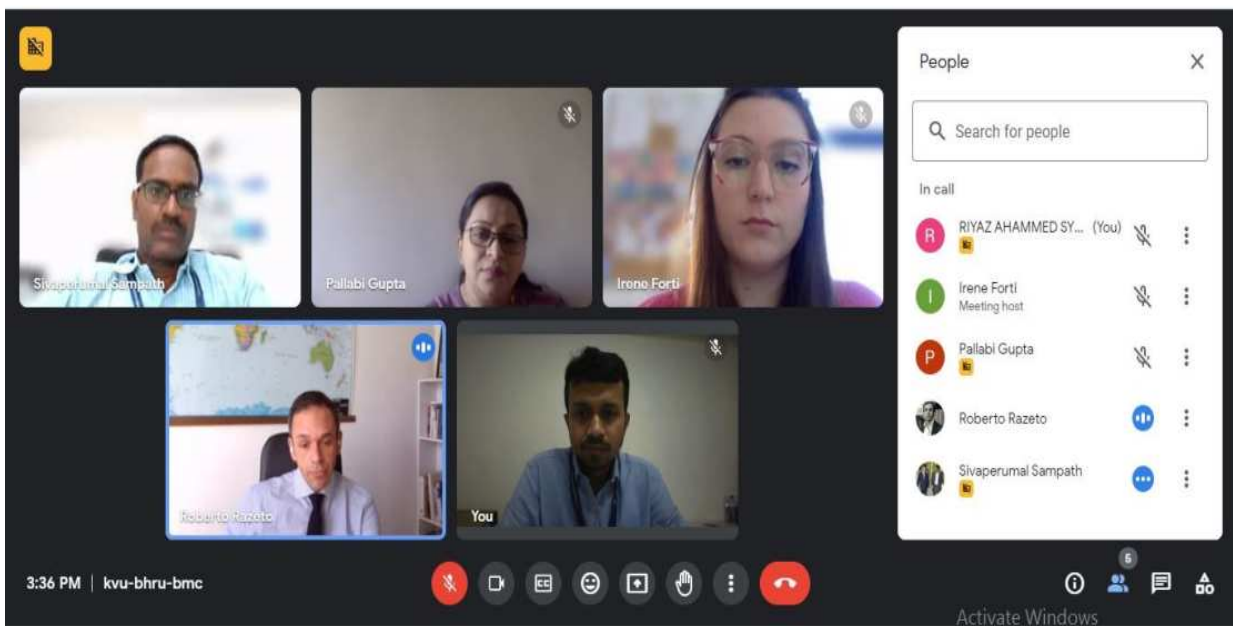 People
Search for people
In call
R
RIYAZ AHAMMED SY... (You)
I
Irene Forti
Meeting host
P
Pallabi Gupta
Roberto Razeto
Sivaperumal Sampath
Sivaperumal Sampath
Pallabi Gupta
Irene Forti
Roberto Razeto
You
3:36 PM | kvu-bhru-bmc
CC
Activate Windows